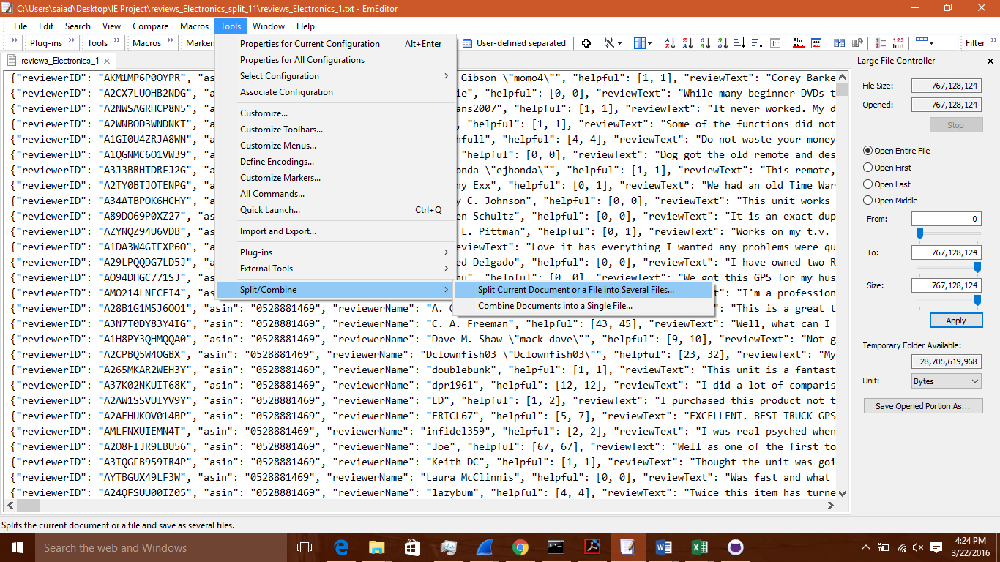 C:\Users\saiad\Desktop\IE Project\reviews_Electronics_split_11\reviews_Electronics_1.txt - EmEditor
File Edit Search View Compare Macros Tools Window Help
Plug-ins Tools Macros Markers User-defined separated Filter
reviews_Electronics_1
Properties for Current Configuration Alt+Enter
Properties for All Configurations
Select Configuration
Associate Configuration
Customize...
Customize Toolbars...
Customize Menus...
Define Encodings...
Customize Markers...
All Commands...
Quick Launch... Ctrl+Q
Import and Export...
Plug-ins
External Tools
Split/Combine
Split Current Document or a File into Several Files...
Combine Documents into a Single File...
{"reviewerID": "AKM1MP6P0OYPR", "asi Gibson \"momo4\"", "helpful": [1, 1], "reviewText": "Corey Barke
{"reviewerID": "A2CX7LUOHB2NDG", "as ie", "helpful": [0, 0], "reviewText": "While many beginner DVDs t
{"reviewerID": "A2NWSAGRHCP8N5", "as ans2007", "helpful": [1, 1], "reviewText": "It never worked. My d
{"reviewerID": "A2WNBOD3WNDNKT", "as , "helpful": [1, 1], "reviewText": "Some of the functions did not
{"reviewerID": "A1GI0U4ZRJA8WN", "as hfull", "helpful": [4, 4], "reviewText": "Do not waste your money
{"reviewerID": "A1QGNMC6O1VW39", "as , "helpful": [0, 0], "reviewText": "Dog got the old remote and des
{"reviewerID": "A3J3BRHTDRFJ2G", "as onda \"ejhonda\"", "helpful": [1, 1], "reviewText": "This remote,
{"reviewerID": "A2TY0BTJOTENPG", "as ny Exx", "helpful": [0, 1], "reviewText": "We had an old Time War
{"reviewerID": "A34ATBPOK6HCHY", "as y C. Johnson", "helpful": [0, 0], "reviewText": "This unit works
{"reviewerID": "A89DO69P0XZ27", "asi en Schultz", "helpful": [0, 0], "reviewText": "It is an exact dup
{"reviewerID": "AZYNQZ94U6VDB", "asi L. Pittman", "helpful": [0, 1], "reviewText": "Works on my t.v.
{"reviewerID": "A1DA3W4GTFXP6O", "as eviewText": "Love it has everything I wanted any problems were qu
{"reviewerID": "A29LPQQDG7LD5J", "as ed Delgado", "helpful": [0, 0], "reviewText": "I have owned two R
{"reviewerID": "AO94DHGC771SJ", "asi nu", "helpful": [0, 0], "reviewText": "We got this GPS for my hus
{"reviewerID": "AMO214LNFCEI4", "asi t": "I'm a profession
{"reviewerID": "A28B1G1MSJ6OO1", "asin": "0528881469", "reviewerName": "A. C : "This is a great t
{"reviewerID": "A3N7T0DY83Y4IG", "asin": "0528881469", "reviewerName": "C. A. Freeman", "helpful": [43, 45], "reviewText": "Well, what can I
{"reviewerID": "A1H8PY3QHMQQA0", "asin": "0528881469", "reviewerName": "Dave M. Shaw \"mack dave\"", "helpful": [9, 10], "reviewText": "Not g
{"reviewerID": "A2CPBQ5W4OGBX", "asin": "0528881469", "reviewerName": "Dclownfish03 \"Dclownfish03\"", "helpful": [23, 32], "reviewText": "My
{"reviewerID": "A265MKAR2WEH3Y", "asin": "0528881469", "reviewerName": "doublebunk", "helpful": [1, 1], "reviewText": "This unit is a fantast
{"reviewerID": "A37K02NKUIT68K", "asin": "0528881469", "reviewerName": "dpr1961", "helpful": [12, 12], "reviewText": "I did a lot of comparis
{"reviewerID": "A2AW1SSVUIYV9Y", "asin": "0528881469", "reviewerName": "ED", "helpful": [1, 2], "reviewText": "I purchased this product not t
{"reviewerID": "A2AEHUKOV014BP", "asin": "0528881469", "reviewerName": "ERICL67", "helpful": [5, 7], "reviewText": "EXCELLENT. BEST TRUCK GPS
{"reviewerID": "AMLFNXUIEMN4T", "asin": "0528881469", "reviewerName": "infidel359", "helpful": [2, 2], "reviewText": "I was real psyched when
{"reviewerID": "A2O8FIJR9EBU56", "asin": "0528881469", "reviewerName": "Joe", "helpful": [67, 67], "reviewText": "Well as one of the first to
{"reviewerID": "A3IQGFB959IR4P", "asin": "0528881469", "reviewerName": "Keith DC", "helpful": [1, 1], "reviewText": "Thought the unit was goi
{"reviewerID": "AYTBGUX49LF3W", "asin": "0528881469", "reviewerName": "Laura McClinnis", "helpful": [0, 0], "reviewText": "Was fast and what
{"reviewerID": "A24QFSUU00IZ05", "asin": "0528881469", "reviewerName": "lazybum", "helpful": [4, 4], "reviewText": "Twice this item has turne
Large File Controller
File Size: 767,128,124
Opened: 767,128,124
Stop
Open Entire File
Open First
Open Last
Open Middle
From: 0
To: 767,128,124
Size: 767,128,124
Apply
Temporary Folder Available:
28,705,619,968
Unit: Bytes
Save Opened Portion As...
Splits the current document or a file and save as several files.
Search the web and Windows
4:24 PM
3/22/2016